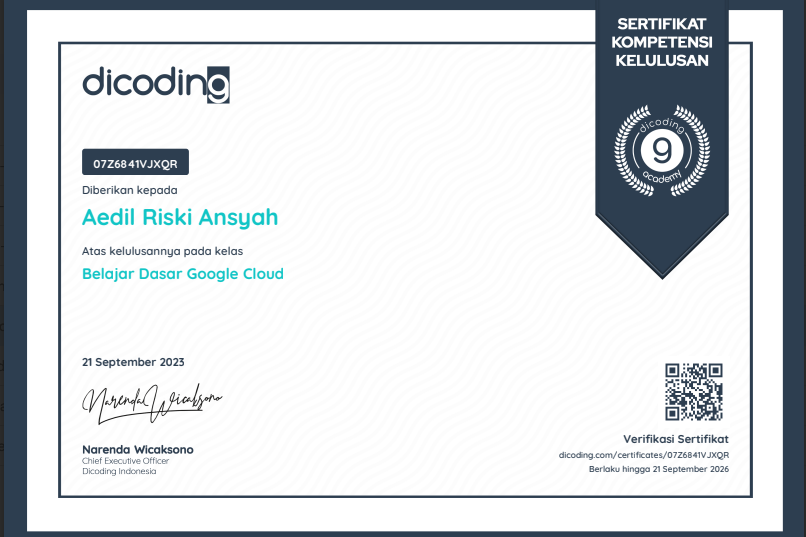 SERTIFIKAT
KOMPETENSI
KELULUSAN
dicoding
dicoding
9
academy
07Z6841VJXQR
Diberikan kepada
Aedil Riski Ansyah
Atas kelulusannya pada kelas
Belajar Dasar Google Cloud
21 September 2023
Narenda Wicaksono
Narenda Wicaksono
Chief Executive Officer
Dicoding Indonesia
Verifikasi Sertifikat
dicoding.com/certificates/07Z6841VJXQR
Berlaku hingga 21 September 2026